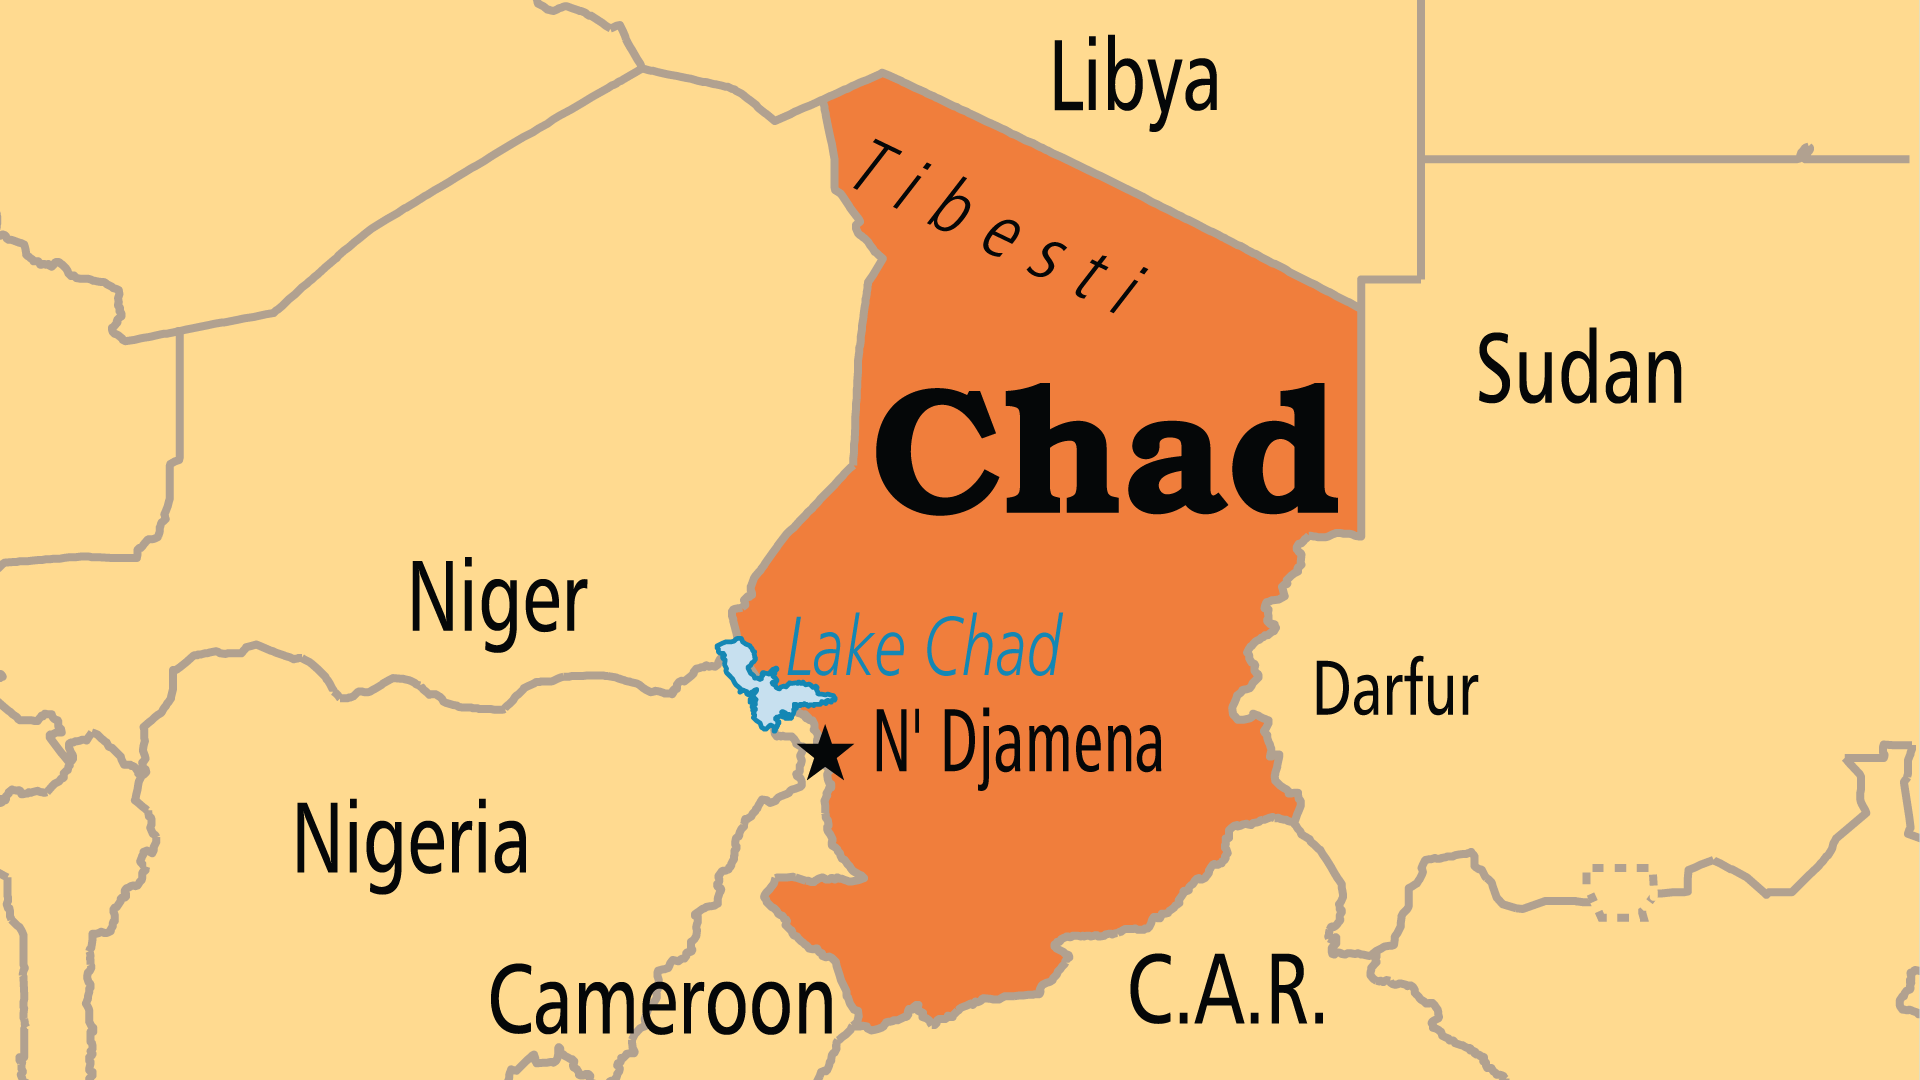 Libya
Tibesti
Sudan
Chad
Niger
Lake Chad
Darfur
N' Djamena
Nigeria
Cameroon
C.A.R.